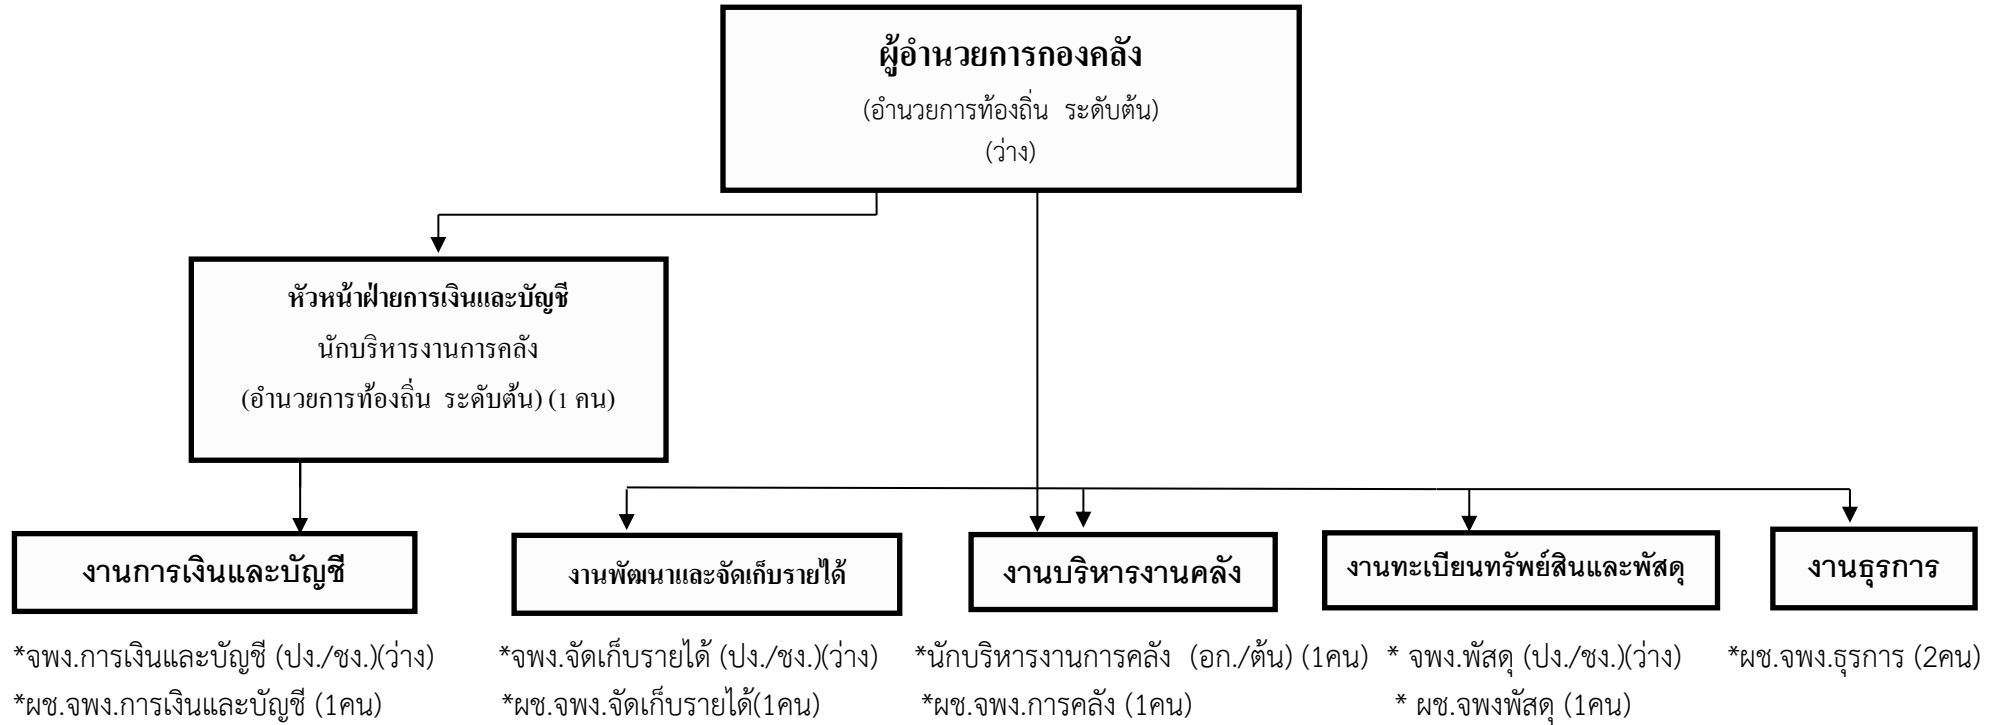 ผู้อำนวยการกองคลัง
(อำนวยการท้องถิ่น ระดับต้น)
(ว่าง)
หัวหน้าฝ่ายการเงินและบัญชี
นักบริหารงานการคลัง
(อำนวยการท้องถิ่น ระดับต้น) (1 คน)
งานการเงินและบัญชี
*จพง.การเงินและบัญชี (ปง./ชง.)(ว่าง)
*ผช.จพง.การเงินและบัญชี (1คน)
งานพัฒนาและจัดเก็บรายได้
*จพง.จัดเก็บรายได้ (ปง./ชง.)(ว่าง)
*ผช.จพง.จัดเก็บรายได้(1คน)
งานบริหารงานคลัง
*นักบริหารงานการคลัง (อก./ต้น) (1คน)
*ผช.จพง.การคลัง (1คน)
งานทะเบียนทรัพย์สินและพัสดุ
* จพง.พัสดุ (ปง./ชง.)(ว่าง)
* ผช.จพงพัสดุ (1คน)
งานธุรการ
*ผช.จพง.ธุรการ (2คน)